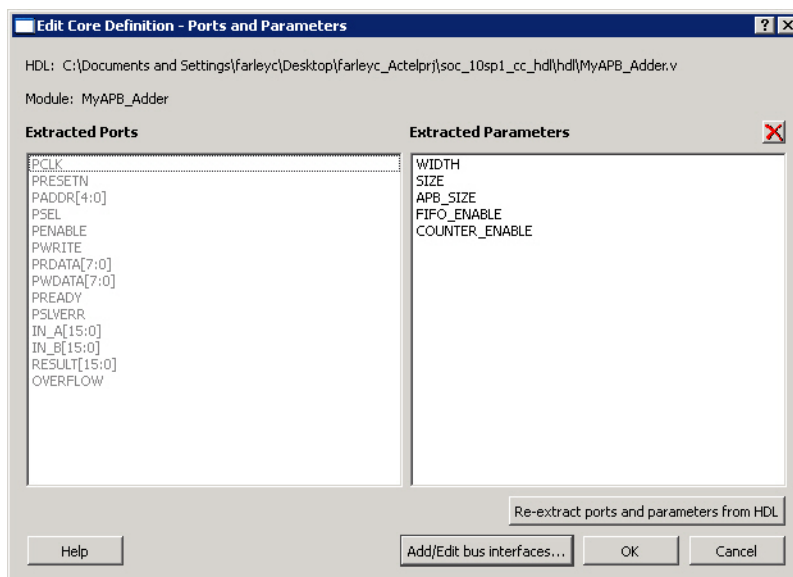 Edit Core Definition - Ports and Parameters
HDL: C:\Documents and Settings\farleyc\Desktop\farleyc_Actelprj\soc_10sp1_cc_hdl\hdl\MyAPB_Adder.v
Module: MyAPB_Adder
Extracted Ports
PCLK
PRESETN
PADDR[4:0]
PSEL
PENABLE
PWRITE
PRDATA[7:0]
PWDATA[7:0]
PREADY
PSLVERR
IN_A[15:0]
IN_B[15:0]
RESULT[15:0]
OVERFLOW
Extracted Parameters
WIDTH
SIZE
APB_SIZE
FIFO_ENABLE
COUNTER_ENABLE
Re-extract ports and parameters from HDL
Help
Add/Edit bus interfaces...
OK
Cancel